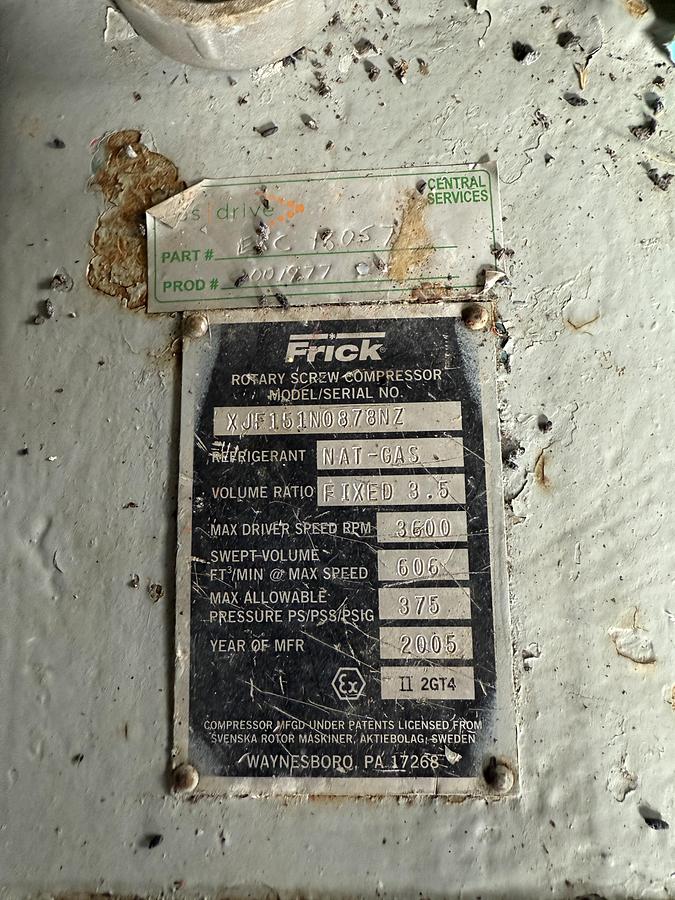 drive
CENTRAL
SERVICES
PART #
PROD # 001977
Frick
ROTARY SCREW COMPRESSOR
MODEL/SERIAL NO.
XJF151N0878NZ
REFRIGERANT NAT-GAS
VOLUME RATIO FIXED 3.5
MAX DRIVER SPEED RPM 3600
SWEPT VOLUME
FT³/MIN @ MAX SPEED 606
MAX ALLOWABLE
PRESSURE PS/PSS/PSIG 375
YEAR OF MFR 2005
Ex II 2GT4
COMPRESSOR MFGD UNDER PATENTS LICENSED FROM
SVENSKA ROTOR MASKINER, AKTIEBOLAG, SWEDEN
WAYNESBORO, PA 17268